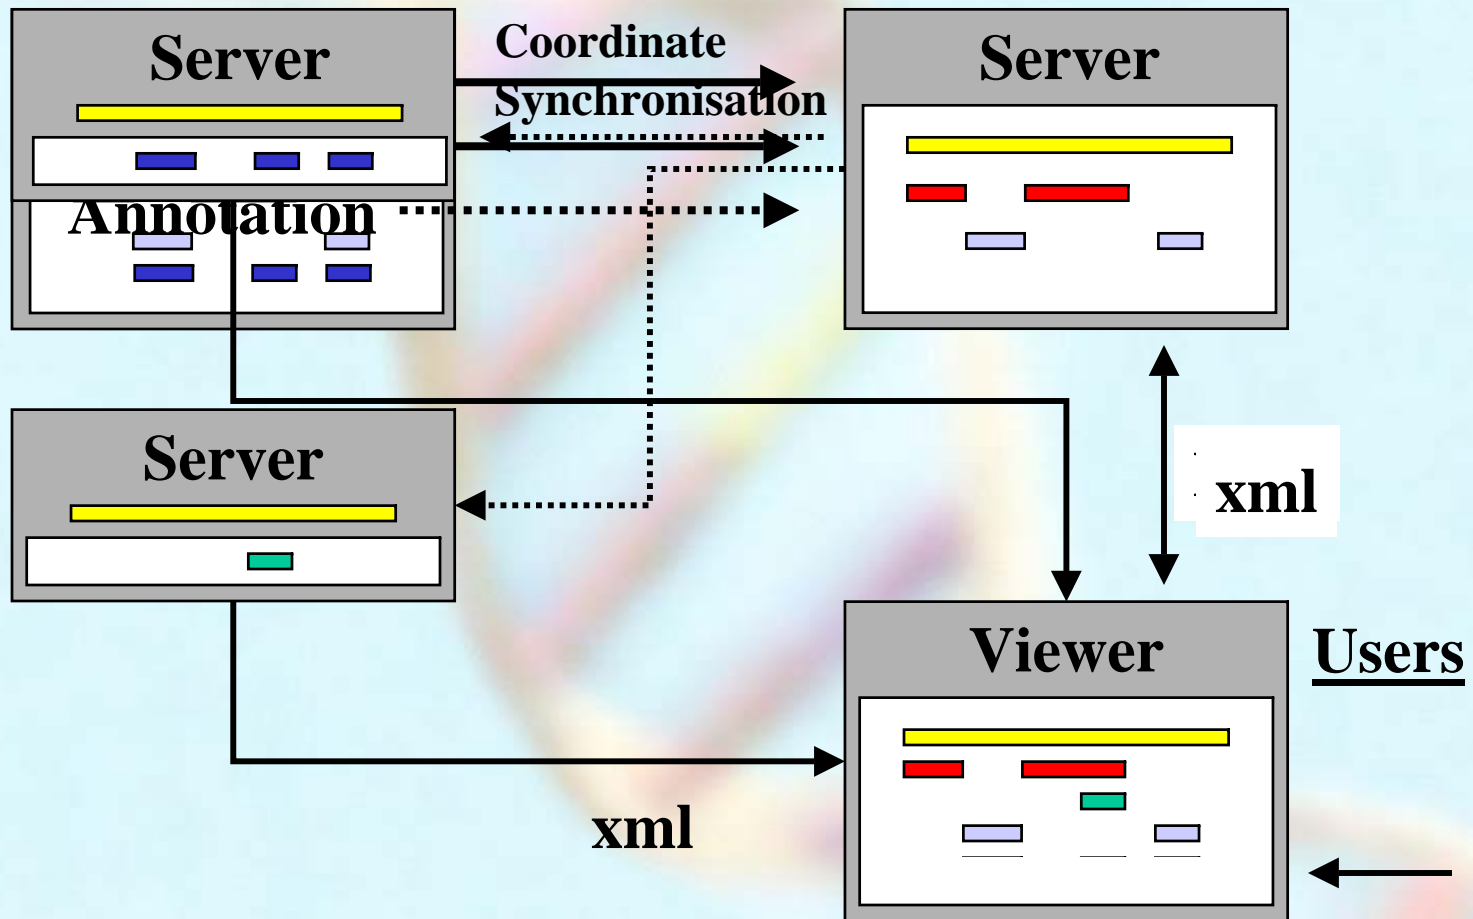 Server
Coordinate
Synchronisation
Server
Annotation
Server
xml
Viewer
Users
xml